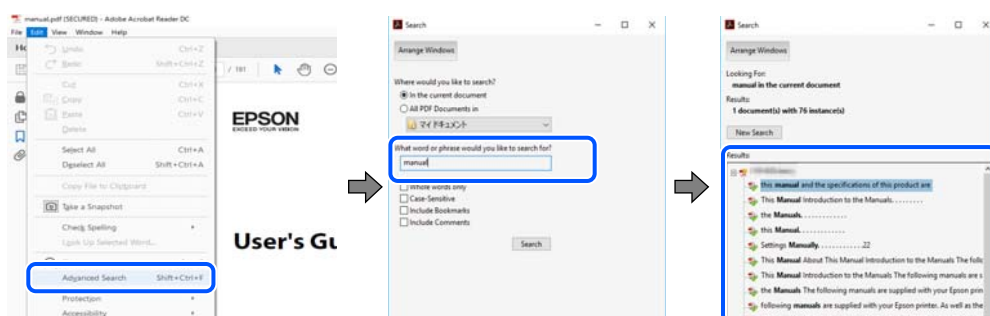 manual.pdf (SECURED) - Adobe Acrobat Reader DC
File Edit View Window Help
Undo Ctrl+Z
Redo Shift+Ctrl+Z
/ 191
Cut Ctrl+X
Copy Ctrl+C
Paste Ctrl+V
Delete
Select All Ctrl+A
Deselect All Shift+Ctrl+A
Copy File to Clipboard
Take a Snapshot
Check Spelling
Look Up Selected Word...
Advanced Search Shift+Ctrl+F
Protection
Accessibility
EPSON
EXCEED YOUR VISION
User's Gu
Search
Arrange Windows
Where would you like to search?
In the current document
All PDF Documents in
マイドキュメント
What word or phrase would you like to search for?
manual
Whole words only
Case-Sensitive
Include Bookmarks
Include Comments
Search
Search
Arrange Windows
Looking For:
manual in the current document
Results:
1 document(s) with 76 instance(s)
New Search
Results:
this manual and the specifications of this product are
This Manual Introduction to the Manuals. . . . . . . . .
the Manuals. . . . . . . . . . . . .
this Manual. . . . . . . . . . . . .
Settings Manually. . . . . . . . . . . . .22
This Manual About This Manual Introduction to the Manuals The follo
This Manual Introduction to the Manuals The following manuals are s
the Manuals The following manuals are supplied with your Epson prin
following manuals are supplied with your Epson printer. As well as the